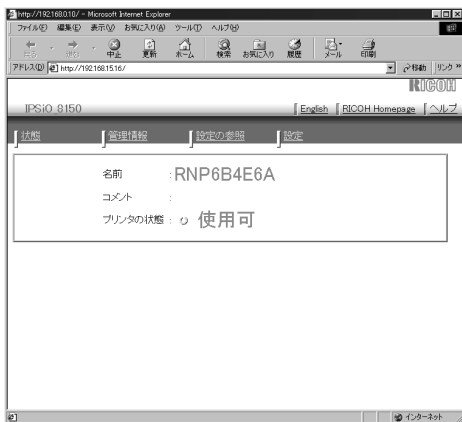 http://192.168.0.10/ - Microsoft Internet Explorer
ファイル(F) 編集(E) 表示(V) お気に入り(A) ツール(T) ヘルプ(H)
戻る 進む 中止 更新 ホーム 検索 お気に入り 履歴 メール 印刷
アドレス(D) http://192.168.15.16/ 移動 リンク »
RICOH
IPSiO 8150 English RICOH Homepage ヘルプ
状態 管理情報 設定の参照 設定
名前 : RNP6B4E6A
コメント :
プリンタの状態 : 使用可
インターネット